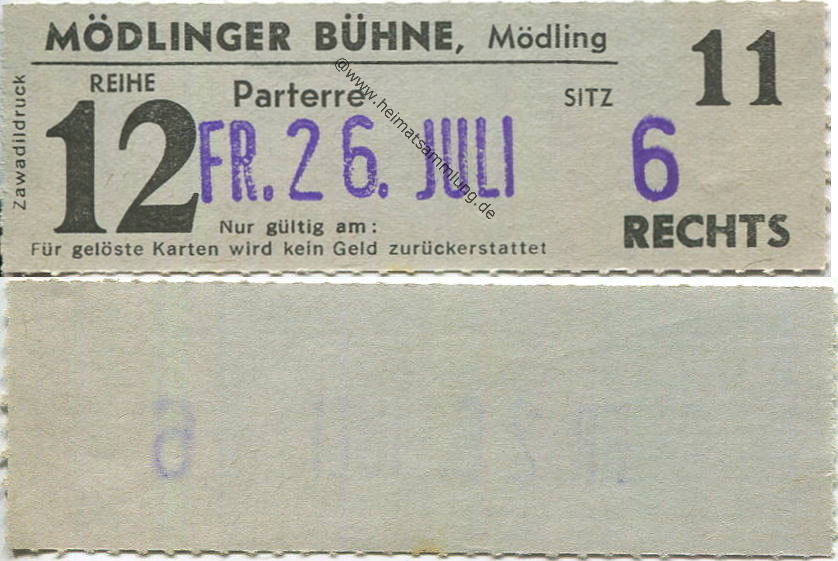 MÖDLINGER BÜHNE, Mödling
REIHE
12
Parterre
SITZ
11
FR. 26. JULI
6
Nur gültig am:
RECHTS
Für gelöste Karten wird kein Geld zurückerstattet
Zawadildruck
@www.heimatsammlung.de